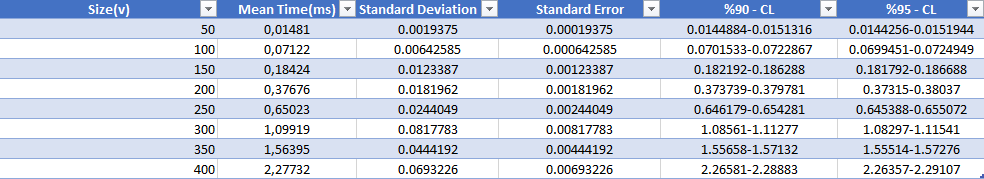 Size(v) Mean Time(ms) Standard Deviation Standard Error %90 - CL %95 - CL
50 0,01481 0.0019375 0.00019375 0.0144884-0.0151316 0.0144256-0.0151944
100 0,07122 0.00642585 0.000642585 0.0701533-0.0722867 0.0699451-0.0724949
150 0,18424 0.0123387 0.00123387 0.182192-0.186288 0.181792-0.186688
200 0,37676 0.0181962 0.00181962 0.373739-0.379781 0.37315-0.38037
250 0,65023 0.0244049 0.00244049 0.646179-0.654281 0.645388-0.655072
300 1,09919 0.0817783 0.00817783 1.08561-1.11277 1.08297-1.11541
350 1,56395 0.0444192 0.00444192 1.55658-1.57132 1.55514-1.57276
400 2,27732 0.0693226 0.00693226 2.26581-2.28883 2.26357-2.29107